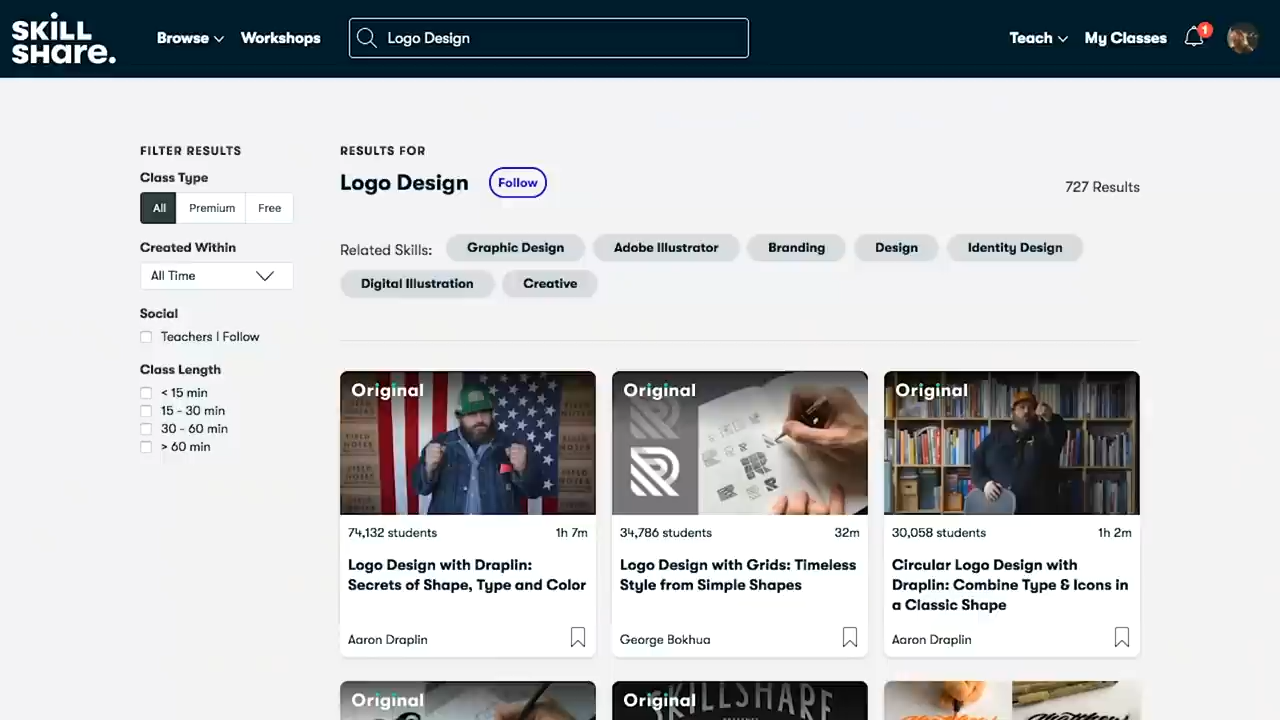 SKiLL
SHare.
Browse
Workshops
Logo Design
Teach
My Classes
1
FILTER RESULTS
Class Type
All
Premium
Free
Created Within
All Time
Social
Teachers I Follow
Class Length
< 15 min
15 - 30 min
30 - 60 min
> 60 min
RESULTS FOR
Logo Design
Follow
727 Results
Related Skills:
Graphic Design
Adobe Illustrator
Branding
Design
Identity Design
Digital Illustration
Creative
Original
FIELD
NOTES
74,132 students
1h 7m
Logo Design with Draplin:
Secrets of Shape, Type and Color
Aaron Draplin
Original
34,786 students
32m
Logo Design with Grids: Timeless
Style from Simple Shapes
George Bokhua
Original
30,058 students
1h 2m
Circular Logo Design with
Draplin: Combine Type & Icons in
a Classic Shape
Aaron Draplin
Original
Original
SKILLSHARE